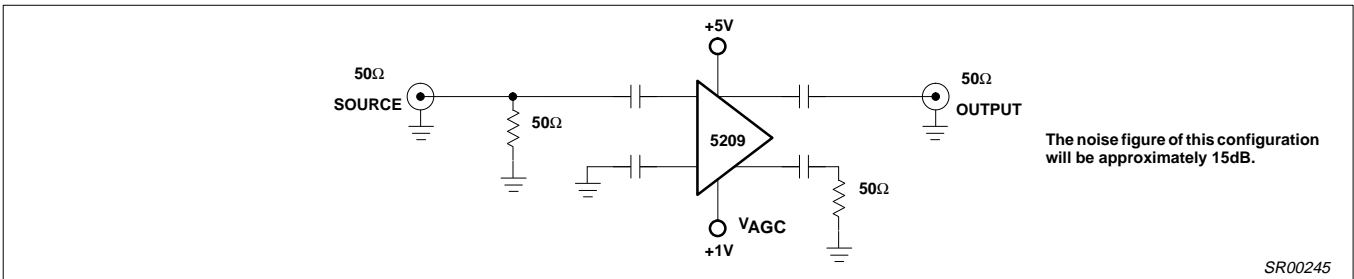 +5V
50Ω
SOURCE
50Ω
5209
50Ω
OUTPUT
50Ω
VAGC
+1V
The noise figure of this configuration
will be approximately 15dB.
SR00245